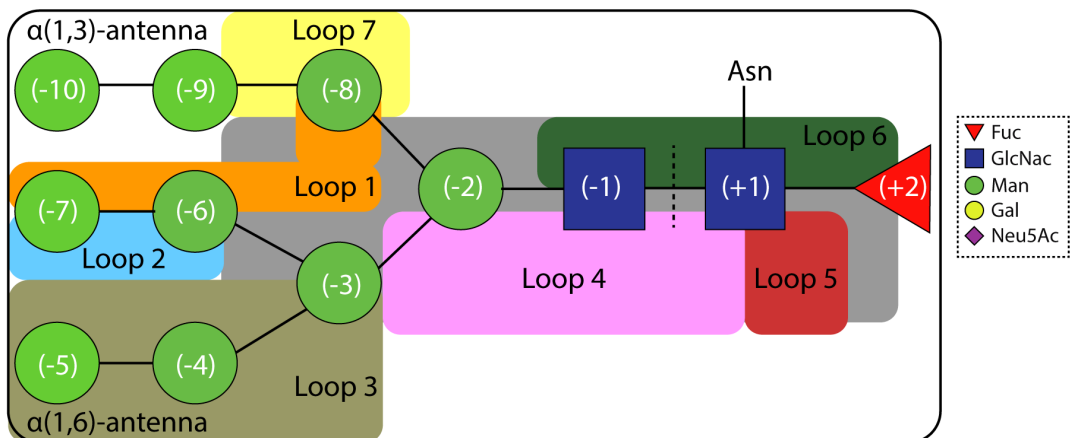 α(1,3)-antenna
Loop 7
(-10)
(-9)
(-8)
Asn
Loop 6
Loop 1
(-7)
(-6)
(-2)
(-1)
(+1)
(+2)
Loop 2
(-3)
Loop 4
Loop 5
(-5)
(-4)
Loop 3
α(1,6)-antenna
Fuc
GlcNac
Man
Gal
Neu5Ac